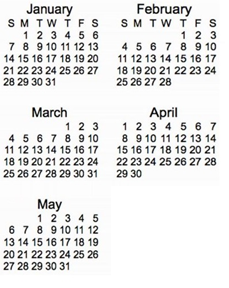 January
S M T W T F S
1 2 3 4 5 6
7 8 9 10 11 12 13
14 15 16 17 18 19 20
21 22 23 24 25 26 27
28 29 30 31
February
S M T W T F S
1 2 3
4 5 6 7 8 9 10
11 12 13 14 15 16 17
18 19 20 21 22 23 24
25 26 27 28
March
1 2 3
4 5 6 7 8 9 10
11 12 13 14 15 16 17
18 19 20 21 22 23 24
25 26 27 28 29 30 31
April
1 2 3 4 5 6 7
8 9 10 11 12 13 14
15 16 17 18 19 20 21
22 23 24 25 26 27 28
29 30
May
1 2 3 4 5
6 7 8 9 10 11 12
13 14 15 16 17 18 19
20 21 22 23 24 25 26
27 28 29 30 31